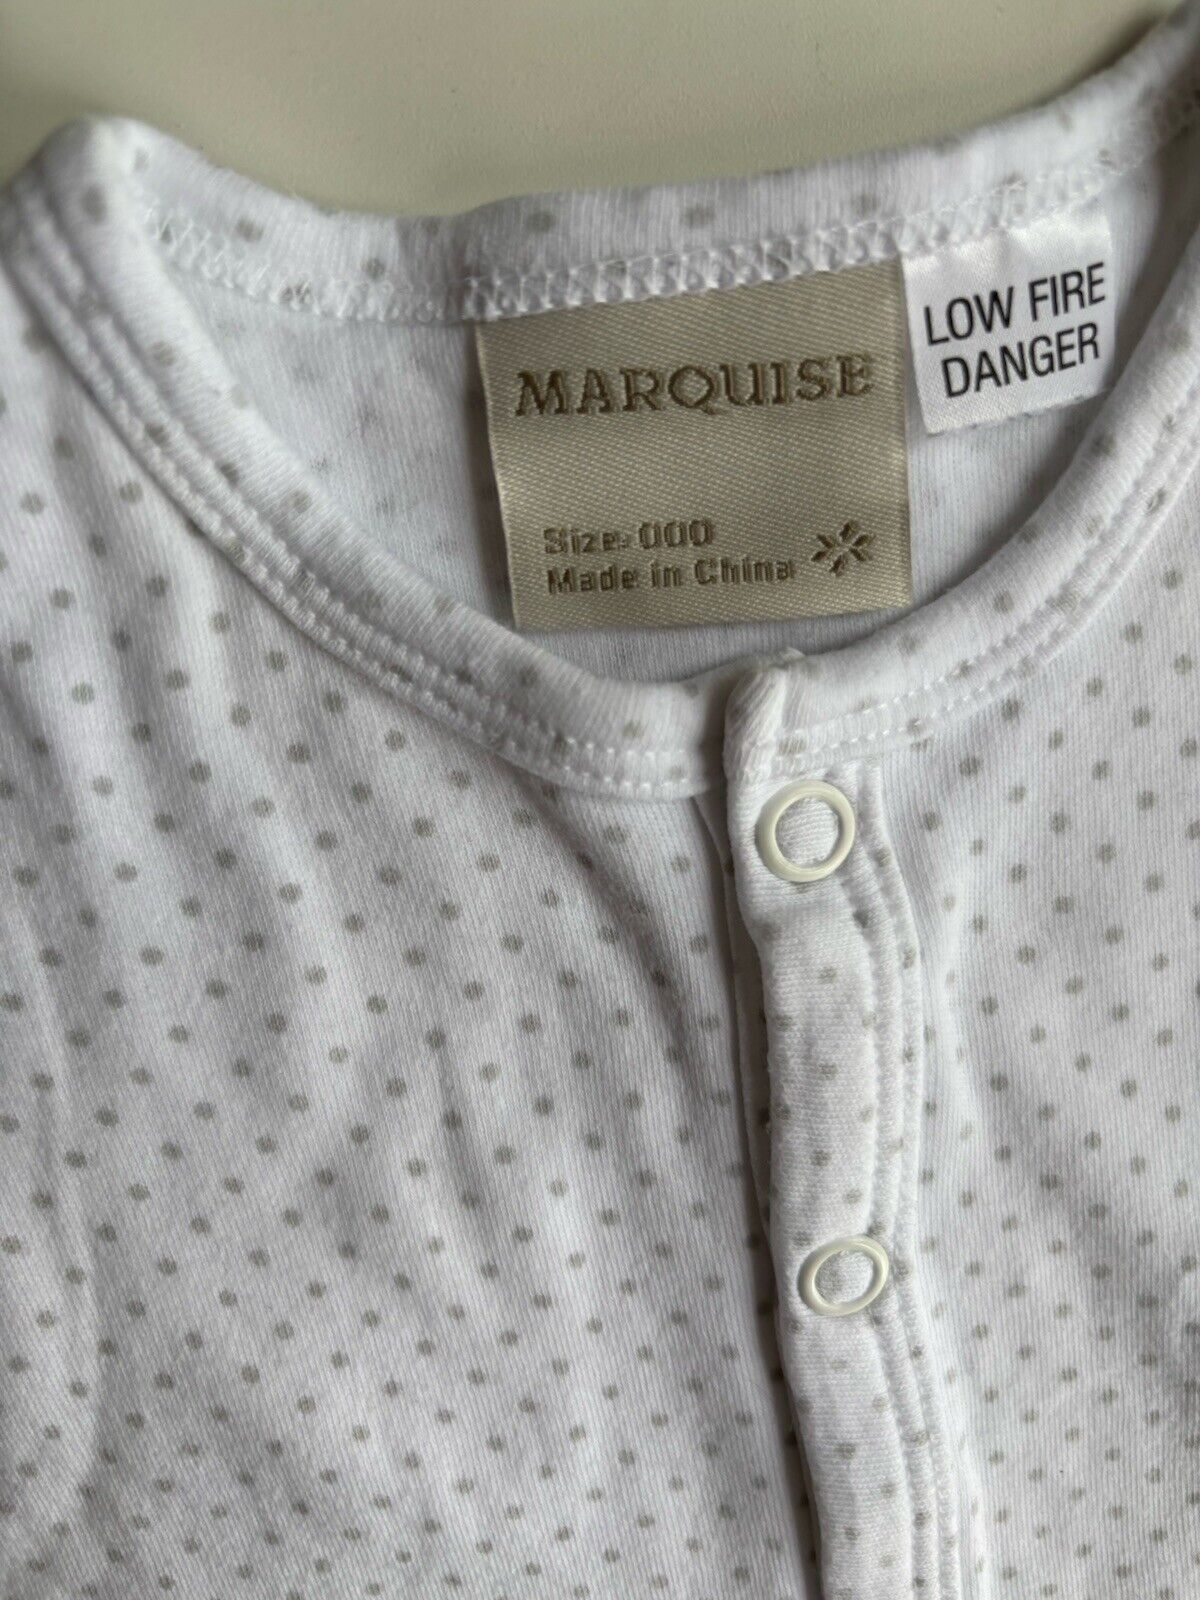 MARQUISE
Size: 000
Made in China
LOW FIRE
DANGER